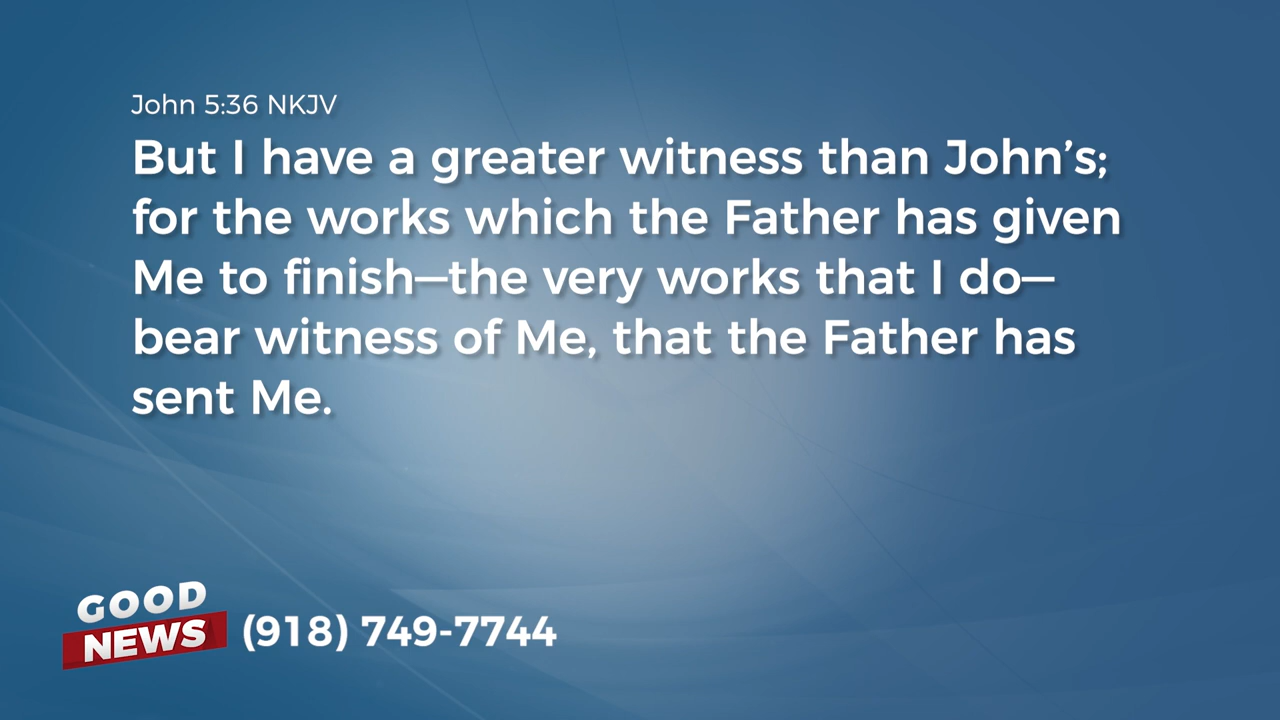 John 5:36 NKJV
But I have a greater witness than John’s;
for the works which the Father has given
Me to finish—the very works that I do—
bear witness of Me, that the Father has
sent Me.
GOOD
NEWS
(918) 749-7744